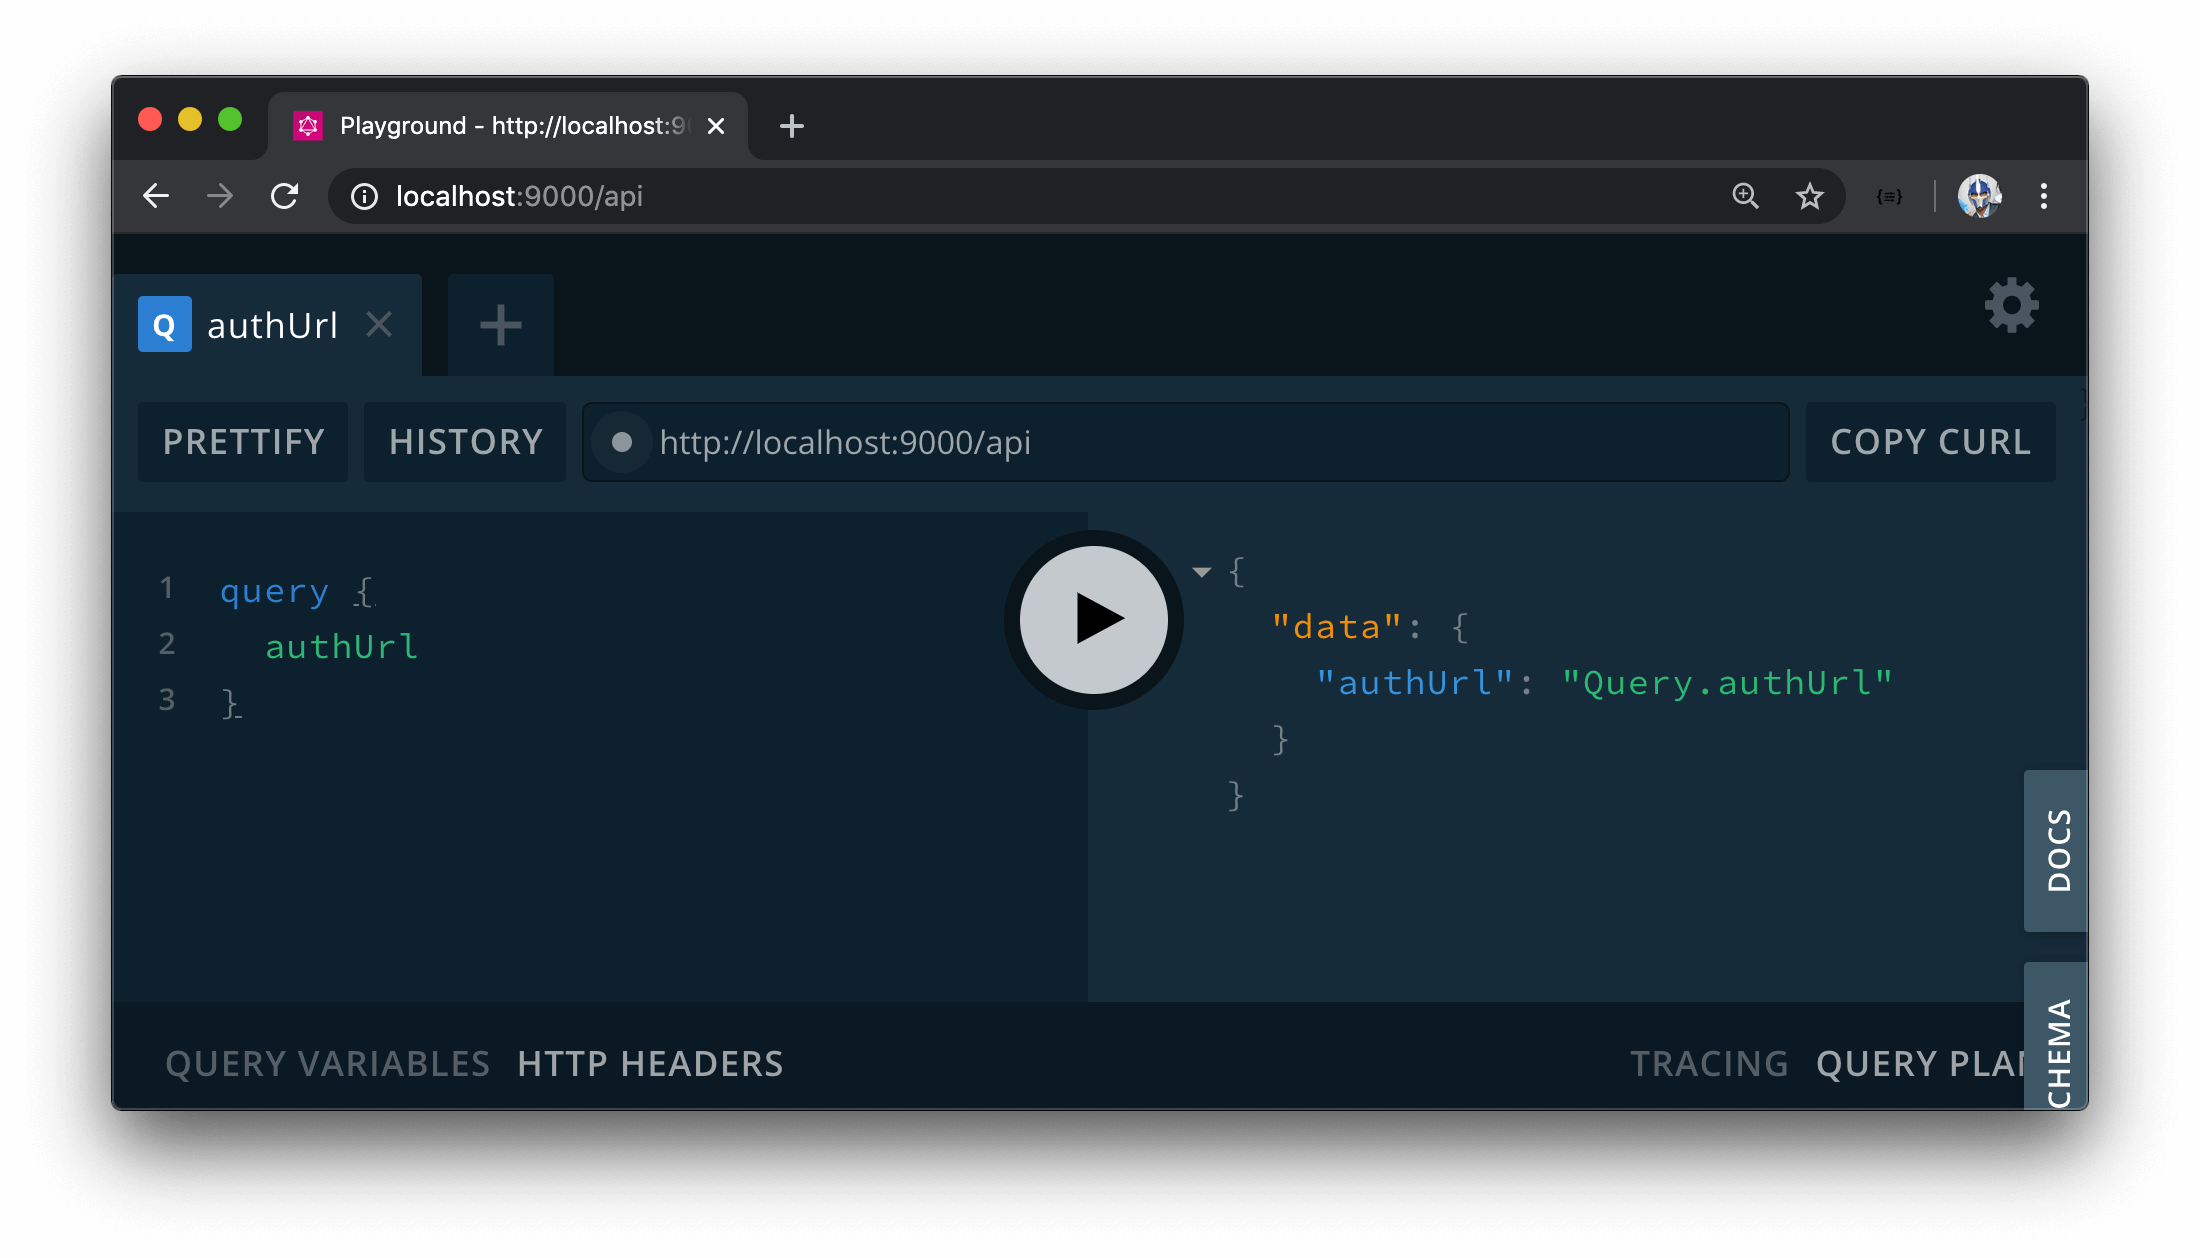 Playground - http://localhost:9
localhost:9000/api
Q authUrl
PRETTIFY HISTORY http://localhost:9000/api COPY CURL
1 query {
2 authUrl
3 }
{
"data": {
"authUrl": "Query.authUrl"
}
}
DOCS
CHEMA
QUERY VARIABLES HTTP HEADERS TRACING QUERY PLAN